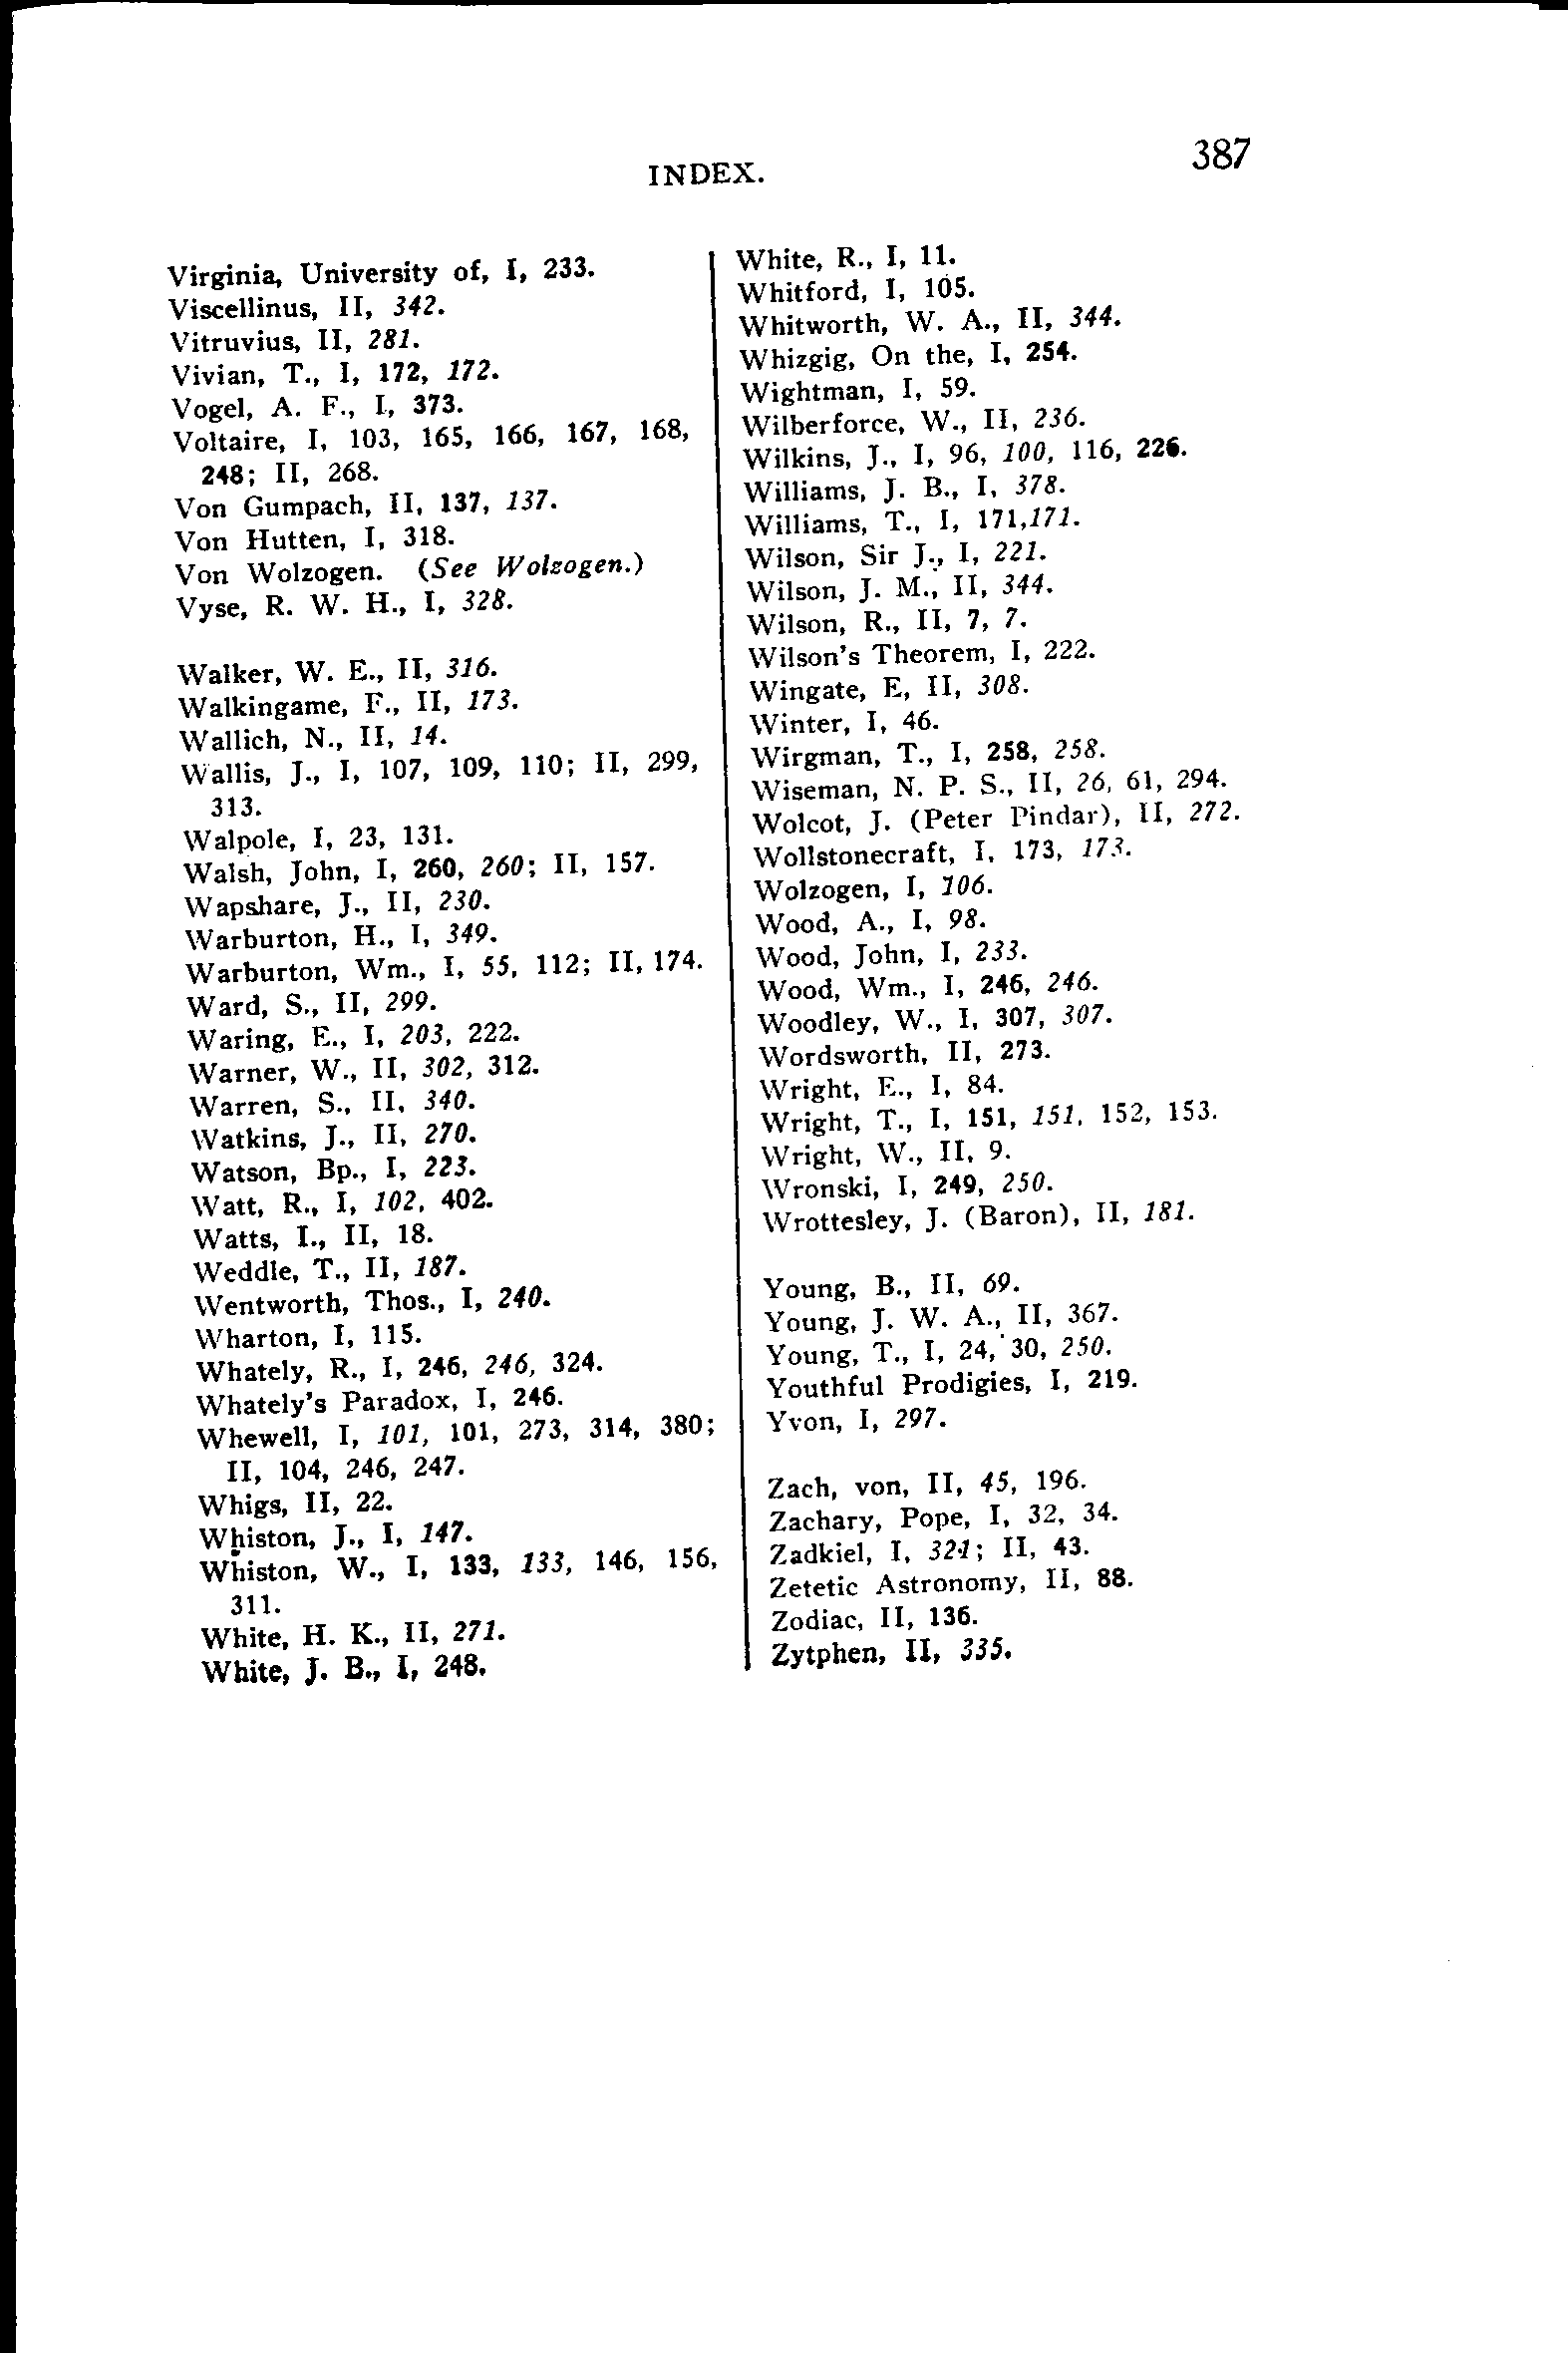 INDEX.
387
Virginia, University of, I, 233.
Viscellinus, II, 342.
Vitruvius, II, 281.
Vivian, T., I, 172, 172.
Vogel, A. F., I, 373.
Voltaire, I, 103, 165, 166, 167, 168,
248; II, 268.
Von Gumpach, II, 137, 137.
Von Hutten, I, 318.
Von Wolzogen. (See Wolzogen.)
Vyse, R. W. H., I, 328.
Walker, W. E., II, 316.
Walkingame, F., II, 173.
Wallich, N., II, 14.
Wallis, J., I, 107, 109, 110; II, 299,
313.
Walpole, I, 23, 131.
Walsh, John, I, 260, 260; II, 157.
Wapshare, J., II, 230.
Warburton, H., I, 349.
Warburton, Wm., I, 55, 112; II, 174.
Ward, S., II, 299.
Waring, E., I, 203, 222.
Warner, W., II, 302, 312.
Warren, S., II, 340.
Watkins, J., II, 270.
Watson, Bp., I, 223.
Watt, R., I, 102, 402.
Watts, I., II, 18.
Weddle, T., II, 187.
Wentworth, Thos., I, 240.
Wharton, I, 115.
Whately, R., I, 246, 246, 324.
Whately's Paradox, I, 246.
Whewell, I, 101, 101, 273, 314, 380;
II, 104, 246, 247.
Whigs, II, 22.
Whiston, J., I, 147.
Whiston, W., I, 133, 133, 146, 156,
311.
White, H. K., II, 271.
White, J. B., I, 248.
White, R., I, 11.
Whitford, I, 105.
Whitworth, W. A., II, 344.
Whizgig, On the, I, 254.
Wightman, I, 59.
Wilberforce, W., II, 236.
Wilkins, J., I, 96, 100, 116, 226.
Williams, J. B., I, 378.
Williams, T., I, 171,171.
Wilson, Sir J., I, 221.
Wilson, J. M., II, 344.
Wilson, R., II, 7, 7.
Wilson's Theorem, I, 222.
Wingate, E, II, 308.
Winter, I, 46.
Wirgman, T., I, 258, 258.
Wiseman, N. P. S., II, 26, 61, 294.
Wolcot, J. (Peter Pindar), II, 272.
Wollstonecraft, I, 173, 173.
Wolzogen, I, 106.
Wood, A., I, 98.
Wood, John, I, 233.
Wood, Wm., I, 246, 246.
Woodley, W., I, 307, 307.
Wordsworth, II, 273.
Wright, E., I, 84.
Wright, T., I, 151, 151, 152, 153.
Wright, W., II, 9.
Wronski, I, 249, 250.
Wrottesley, J. (Baron), II, 181.
Young, B., II, 69.
Young, J. W. A., II, 367.
Young, T., I, 24, 30, 250.
Youthful Prodigies, I, 219.
Yvon, I, 297.
Zach, von, II, 45, 196.
Zachary, Pope, I, 32, 34.
Zadkiel, I, 321; II, 43.
Zetetic Astronomy, II, 88.
Zodiac, II, 136.
Zytphen, II, 335.